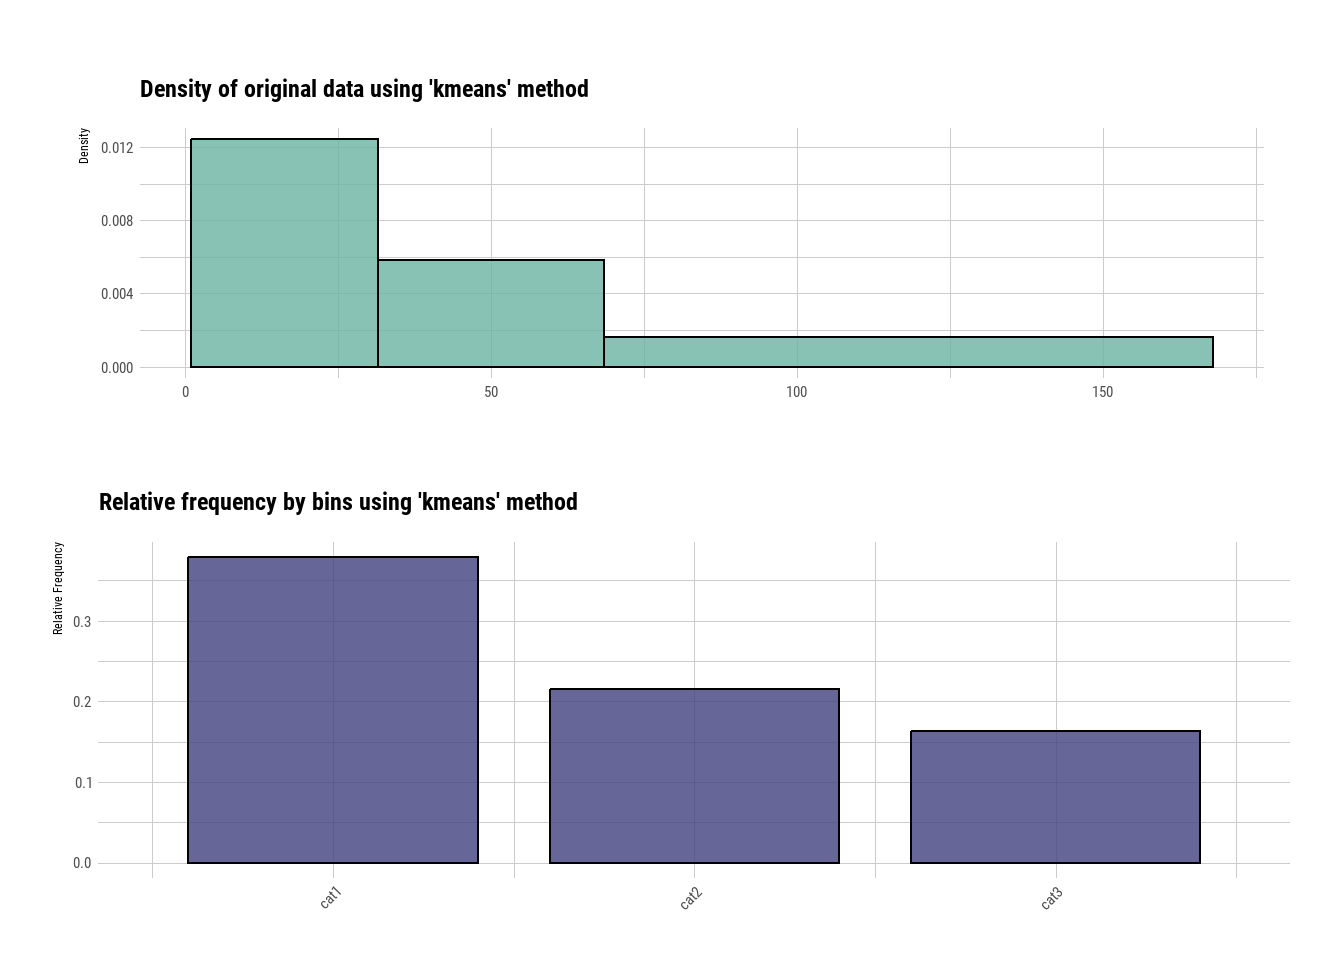 Density of original data using 'kmeans' method
Density
0.012
0.008
0.004
0.000
0 50 100 150
Relative frequency by bins using 'kmeans' method
Relative Frequency
0.3
0.2
0.1
0.0
cat1 cat2 cat3